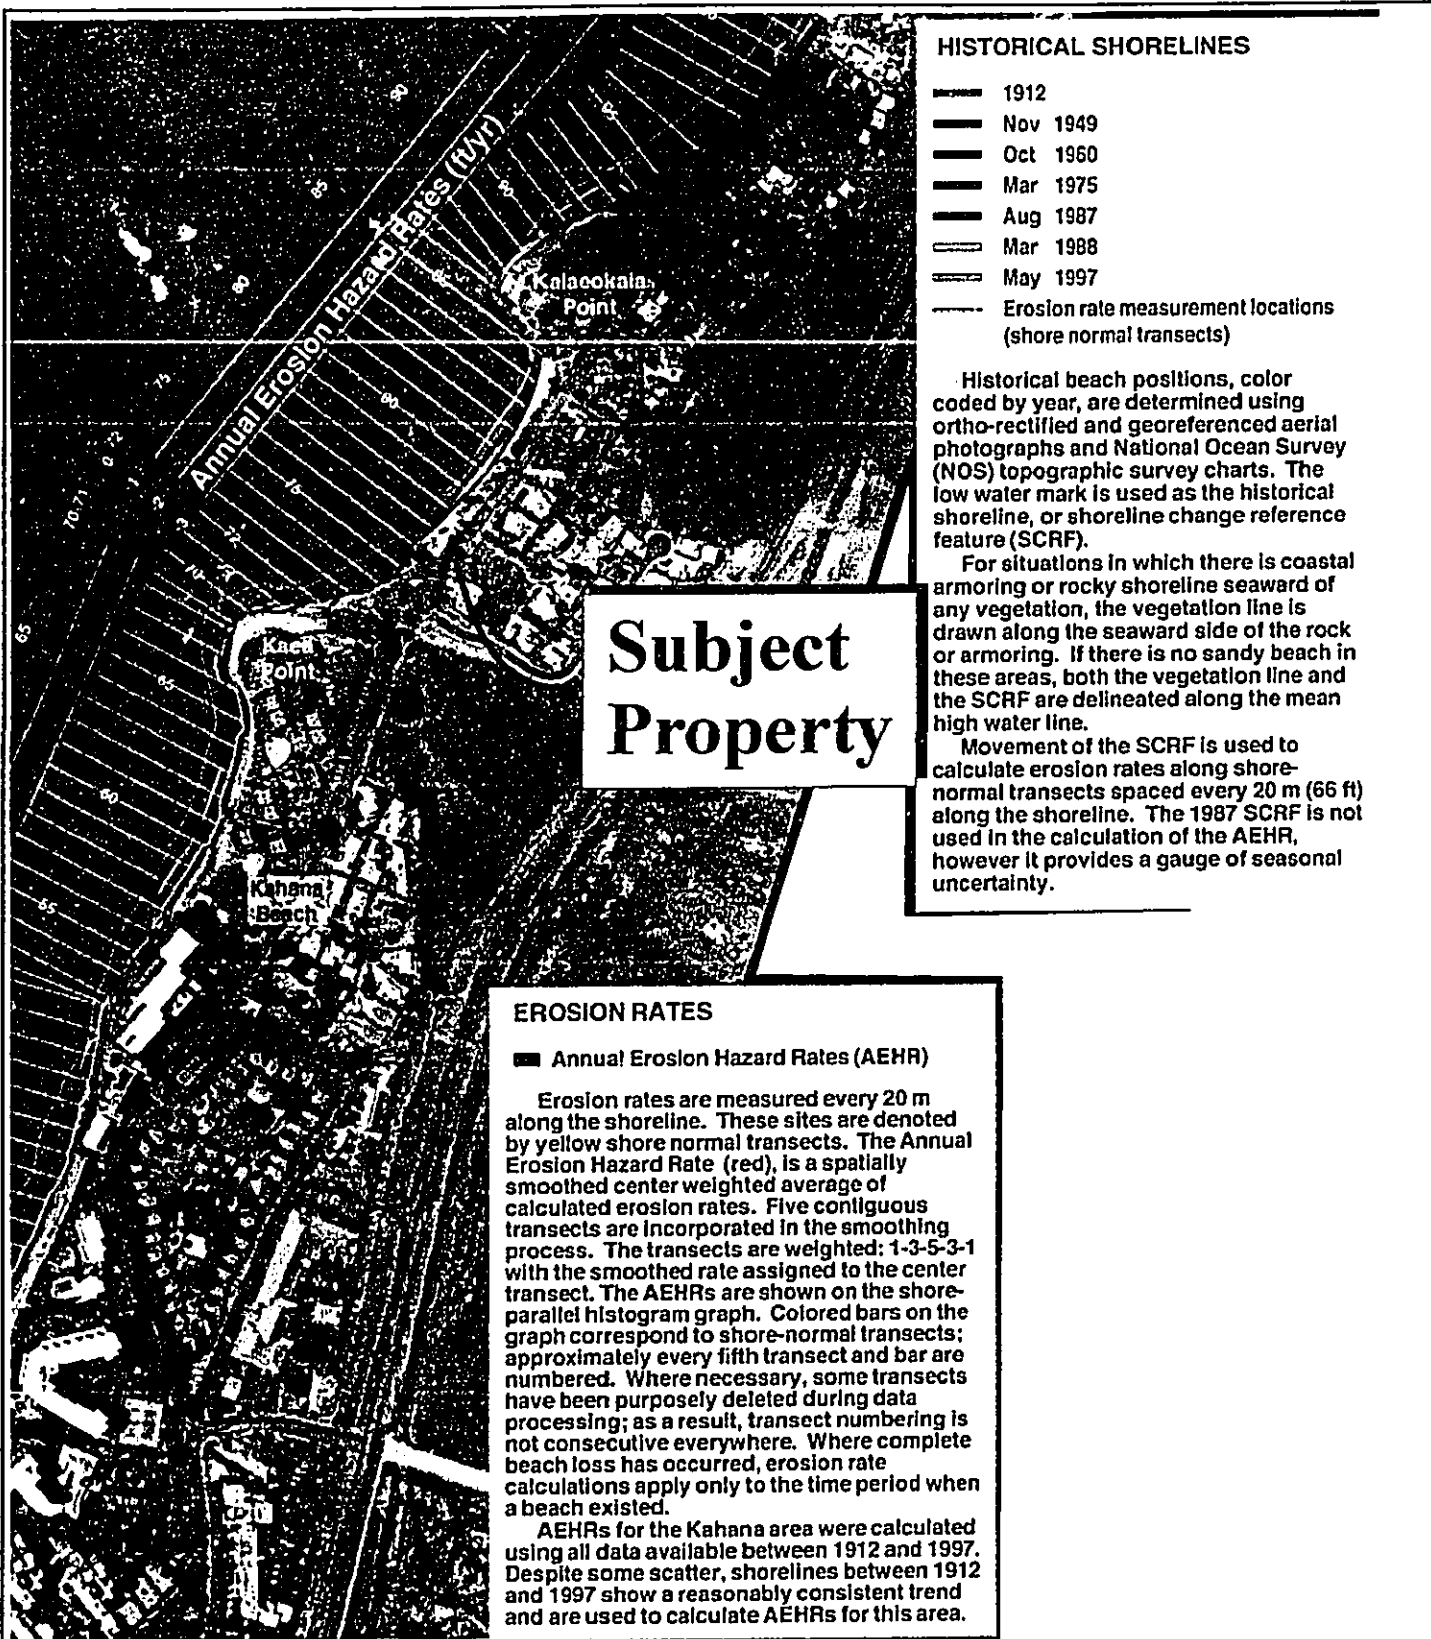 HISTORICAL SHORELINES
1912
Nov 1949
Oct 1960
Mar 1975
Aug 1987
Mar 1988
May 1997
Erosion rate measurement locations
(shore normal transects)
Historical beach positions, color
coded by year, are determined using
ortho-rectified and georeferenced aerial
photographs and National Ocean Survey
(NOS) topographic survey charts. The
low water mark is used as the historical
shoreline, or shoreline change reference
feature (SCRF).
For situations in which there is coastal
armoring or rocky shoreline seaward of
any vegetation, the vegetation line is
drawn along the seaward side of the rock
or armoring. If there is no sandy beach in
these areas, both the vegetation line and
the SCRF are delineated along the mean
high water line.
Movement of the SCRF is used to
calculate erosion rates along shore-
normal transects spaced every 20 m (66 ft)
along the shoreline. The 1987 SCRF is not
used in the calculation of the AEHR,
however it provides a gauge of seasonal
uncertainty.
Annual Erosion Hazard Rates (ft/yr)
90
85
80
75
0 72
70-71
65
80
65
60
55
Kalaeokaia
Point
Kaea
Point
Kahana
Beach
Subject
Property
EROSION RATES
Annual Erosion Hazard Rates (AEHR)
Erosion rates are measured every 20 m
along the shoreline. These sites are denoted
by yellow shore normal transects. The Annual
Erosion Hazard Rate (red), is a spatially
smoothed center weighted average of
calculated erosion rates. Five contiguous
transects are incorporated in the smoothing
process. The transects are weighted: 1-3-5-3-1
with the smoothed rate assigned to the center
transect. The AEHRs are shown on the shore-
parallel histogram graph. Colored bars on the
graph correspond to shore-normal transects;
approximately every fifth transect and bar are
numbered. Where necessary, some transects
have been purposely deleted during data
processing; as a result, transect numbering is
not consecutive everywhere. Where complete
beach loss has occurred, erosion rate
calculations apply only to the time period when
a beach existed.
AEHRs for the Kahana area were calculated
using all data available between 1912 and 1997.
Despite some scatter, shorelines between 1912
and 1997 show a reasonably consistent trend
and are used to calculate AEHRs for this area.